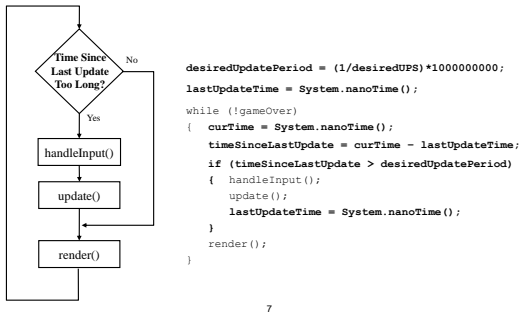 Time Since
Last Update
Too Long?
No
Yes
handleInput()
update()
render()
desiredUpdatePeriod = (1/desiredUPS)*1000000000;
lastUpdateTime = System.nanoTime();
while (!gameOver)
{ curTime = System.nanoTime();
timeSinceLastUpdate = curTime – lastUpdateTime;
if (timeSinceLastUpdate > desiredUpdatePeriod)
{ handleInput();
update();
lastUpdateTime = System.nanoTime();
}
render();
}
7